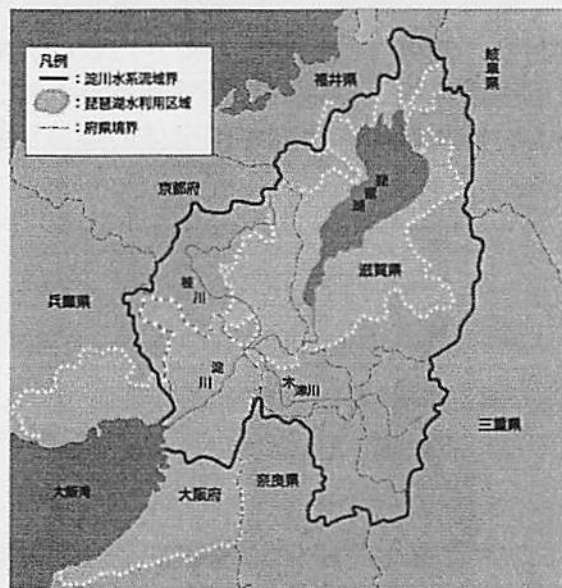 凡例
：淀川水系流域界
：琵琶湖水利用区域
：府県境界
福井県
岐阜県
京都府
琵琶湖
滋賀県
兵庫県
桂川
淀川
木津川
三重県
大阪湾
大阪府
奈良県